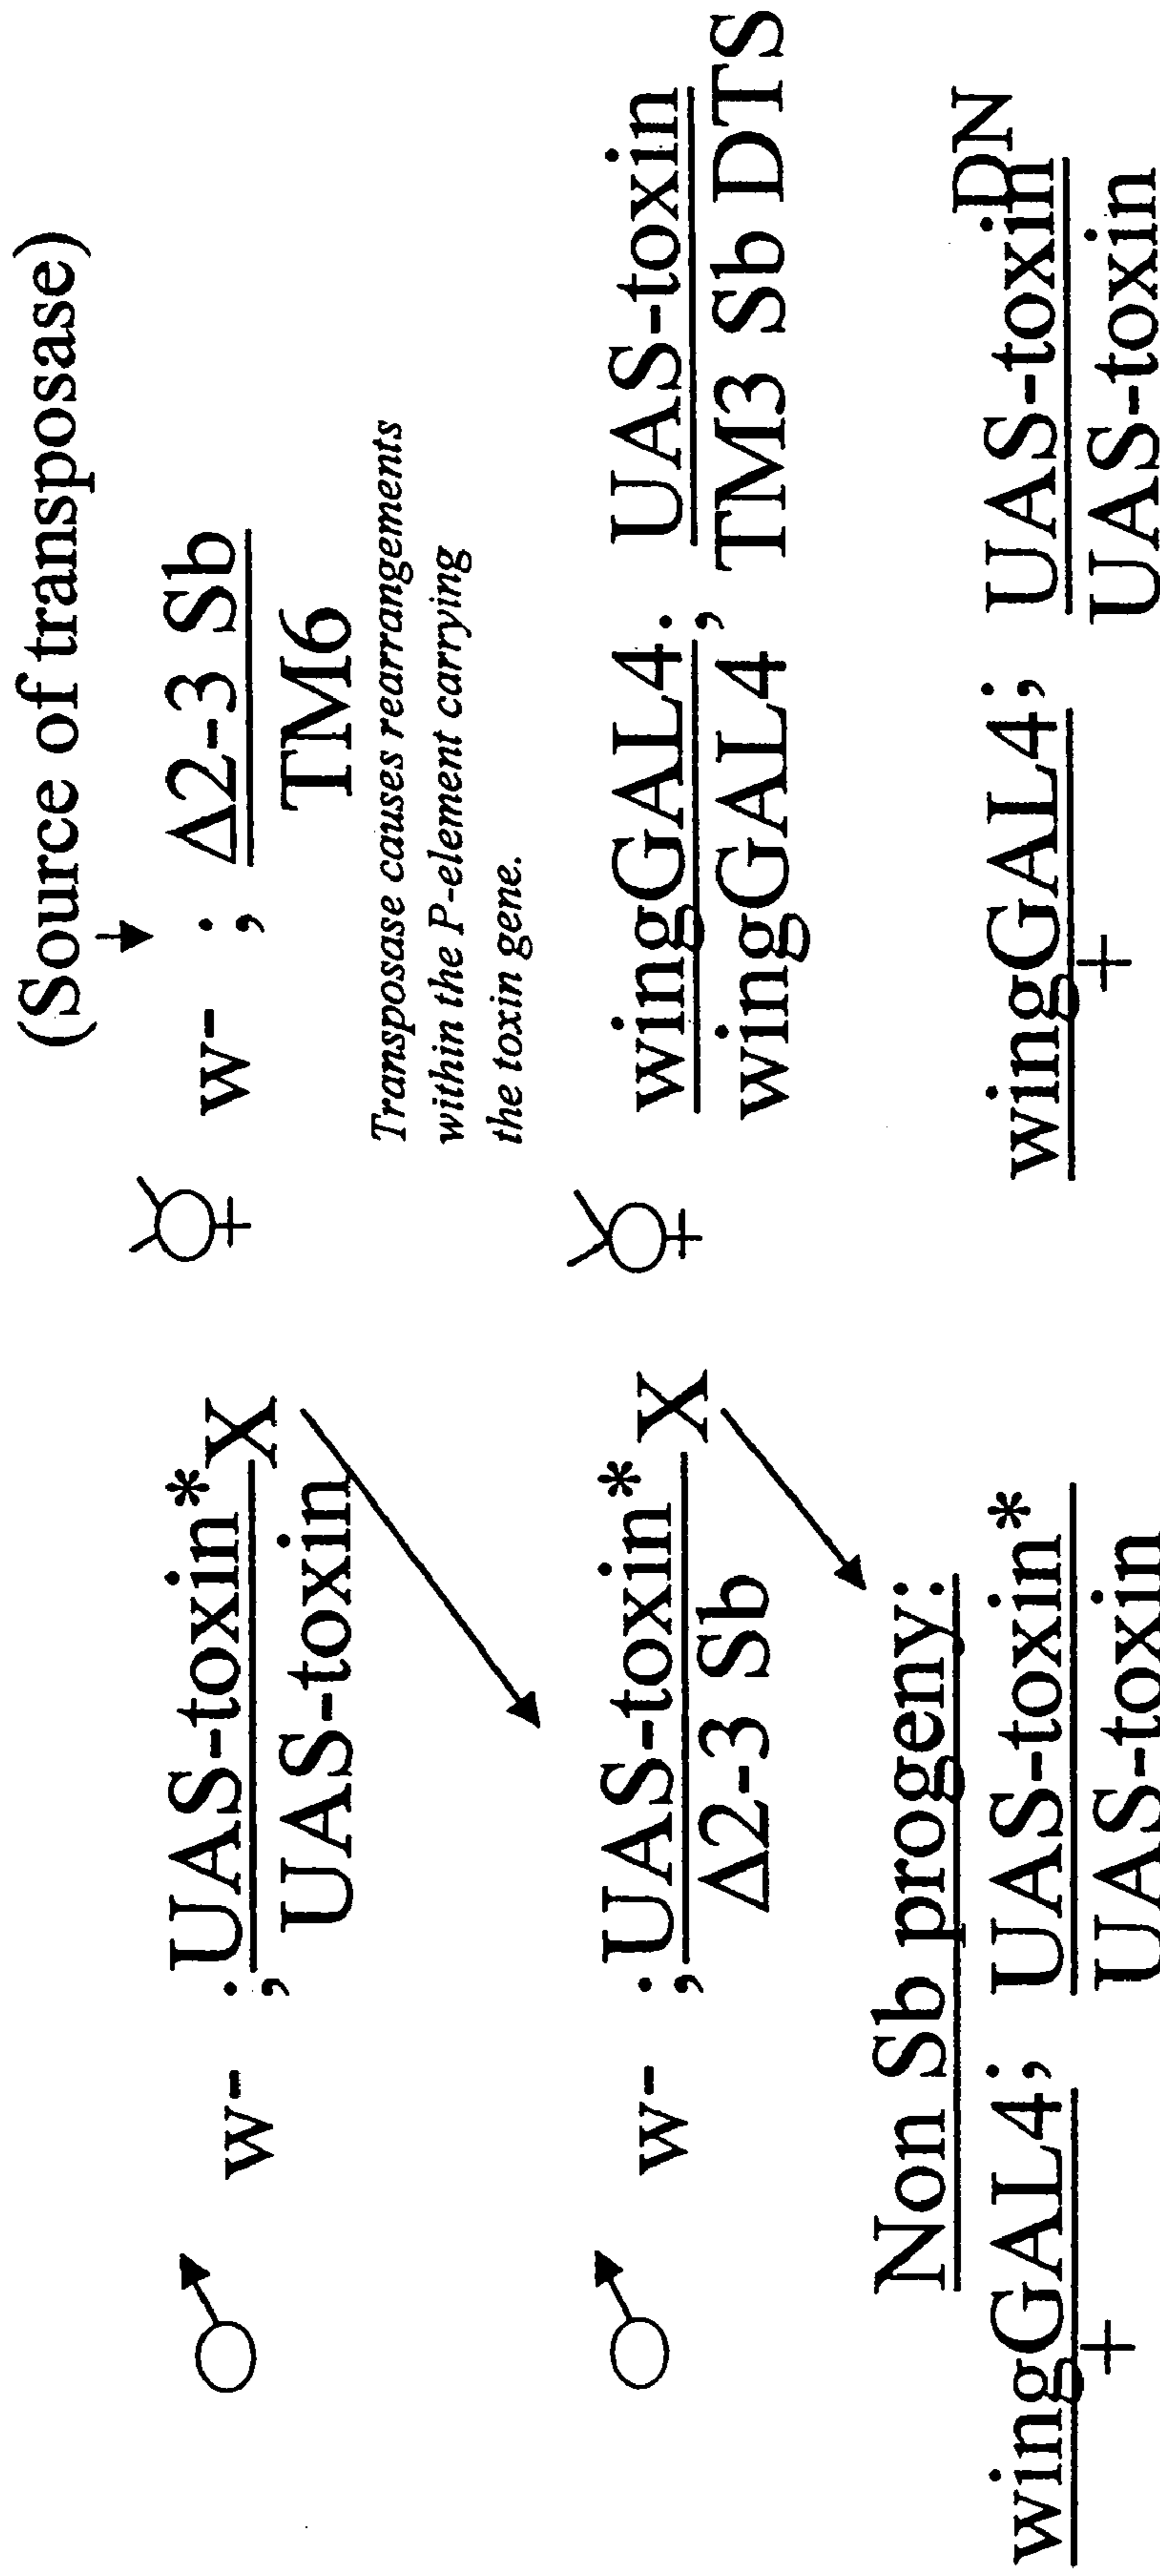 (Source of transposase)
w- ; UAS-toxin* X w- ; Δ2-3 Sb
UAS-toxin TM6
Transposase causes rearrangements
within the P-element carrying
the toxin gene.
w- ; UAS-toxin* X wingGAL4 ; UAS-toxin
Δ2-3 Sb wingGAL4 TM3 Sb DTS
Non Sb progeny:
wingGAL4; UAS-toxin* wingGAL4; UAS-toxin DN
+ UAS-toxin + UAS-toxin